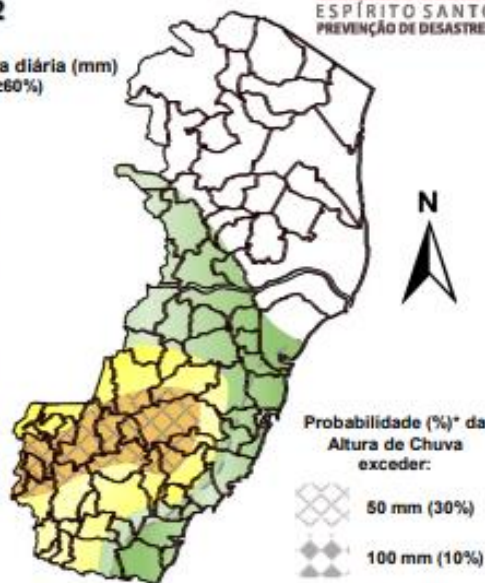 ESPÍRITO SANTO
PREVENÇÃO DE DESASTRE
a diária (mm)
60%)
N
Probabilidade (%)* da
Altura de Chuva
exceder:
50 mm (30%)
100 mm (10%)